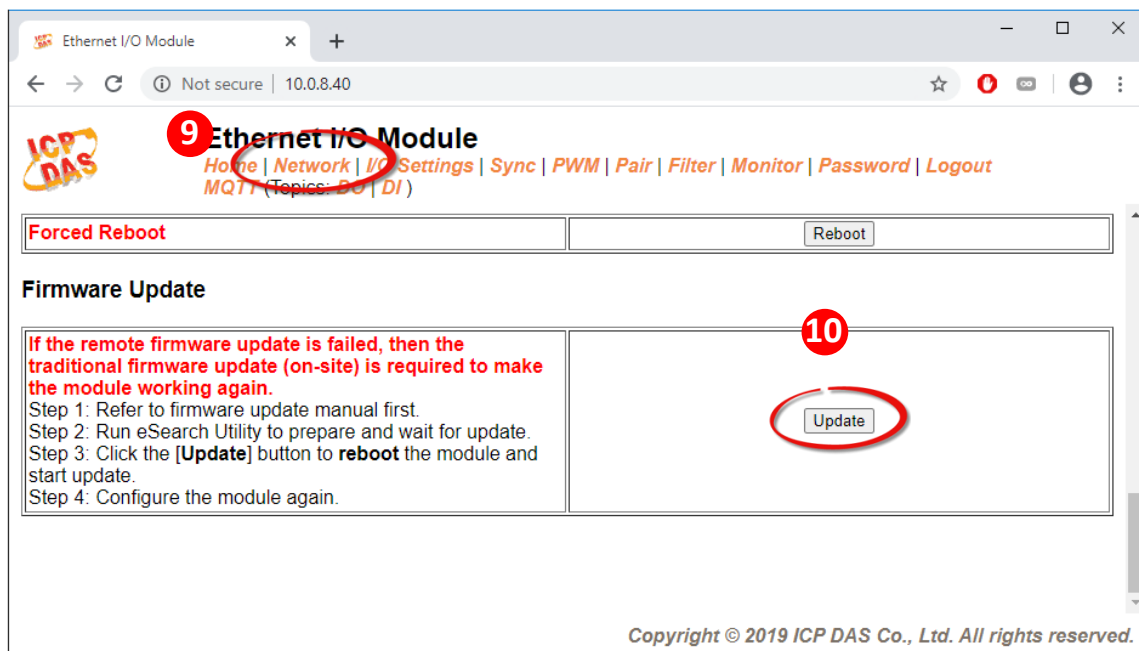 Ethernet I/O Module
Not secure | 10.0.8.40
ICP DAS
9
Ethernet I/O Module
Home | Network | I/O Settings | Sync | PWM | Pair | Filter | Monitor | Password | Logout
MQTT (Topics: DO | DI )
Forced Reboot
Reboot
Firmware Update
10
If the remote firmware update is failed, then the
traditional firmware update (on-site) is required to make
the module working again.
Step 1: Refer to firmware update manual first.
Step 2: Run eSearch Utility to prepare and wait for update.
Step 3: Click the [Update] button to reboot the module and
start update.
Step 4: Configure the module again.
Update
Copyright © 2019 ICP DAS Co., Ltd. All rights reserved.